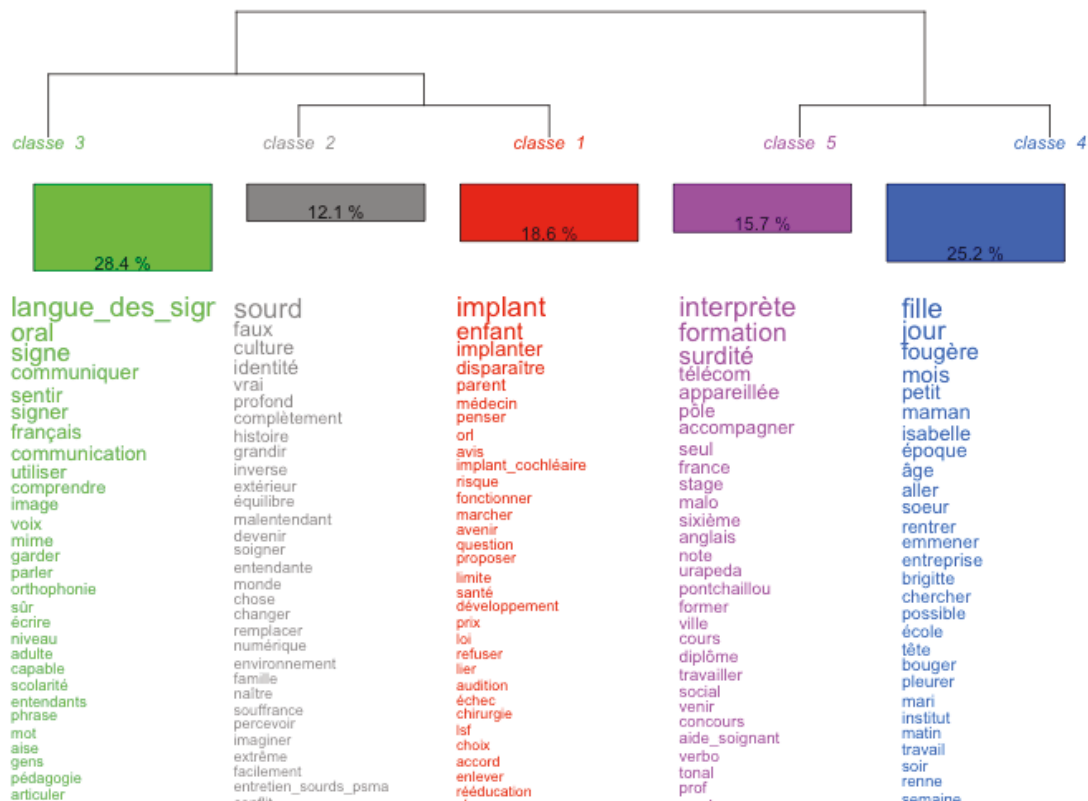 classe 3
classe 2
classe 1
classe 5
classe 4
28.4 %
12.1 %
18.6 %
15.7 %
25.2 %
langue_des_sigr
oral
signe
communiquer
sentir
signer
français
communication
utiliser
comprendre
image
voix
mime
garder
parler
orthophonie
sûr
écrire
niveau
adulte
capable
scolarité
entendants
phrase
mot
aise
gens
pédagogie
articuler
sourd
faux
culture
identité
vrai
profond
complètement
histoire
grandir
inverse
extérieur
équilibre
malentendant
devenir
soigner
entendante
monde
chose
changer
remplacer
numérique
environnement
famille
naître
souffrance
percevoir
imaginer
extrême
facilement
entretien_sourds_psma
implant
enfant
implanter
disparaître
parent
médecin
penser
orl
avis
implant_cochléaire
risque
fonctionner
marcher
avenir
question
proposer
limite
santé
développement
prix
loi
refuser
lier
audition
échec
chirurgie
lsf
choix
accord
enlever
rééducation
interprète
formation
surdité
télécom
appareillée
pôle
accompagner
seul
france
stage
malo
sixième
anglais
note
urapeda
pontchaillou
former
ville
cours
diplôme
travailler
social
venir
concours
aide_soignant
verbo
tonal
prof
fille
jour
fougère
mois
petit
maman
isabelle
époque
âge
aller
soeur
rentrer
emmener
entreprise
brigitte
chercher
possible
école
tête
bouger
pleurer
mari
institut
matin
travail
soir
renne
semaine